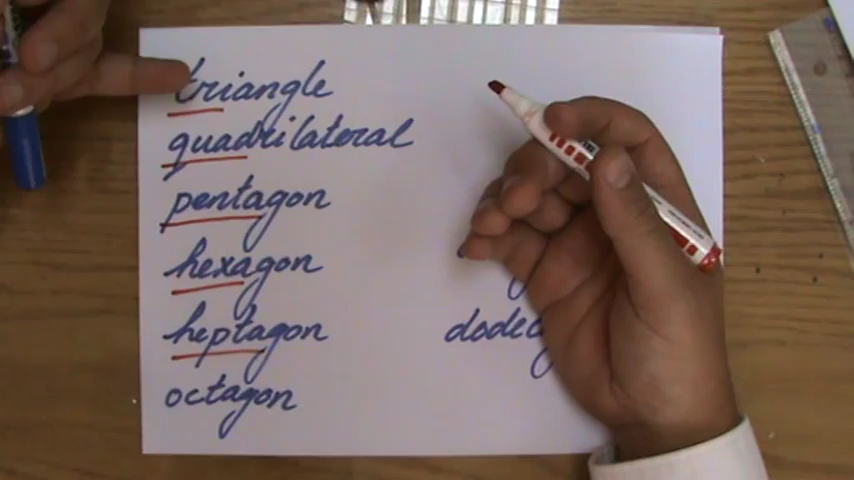 triangle
quadrilateral
pentagon
hexagon
heptagon
octagon